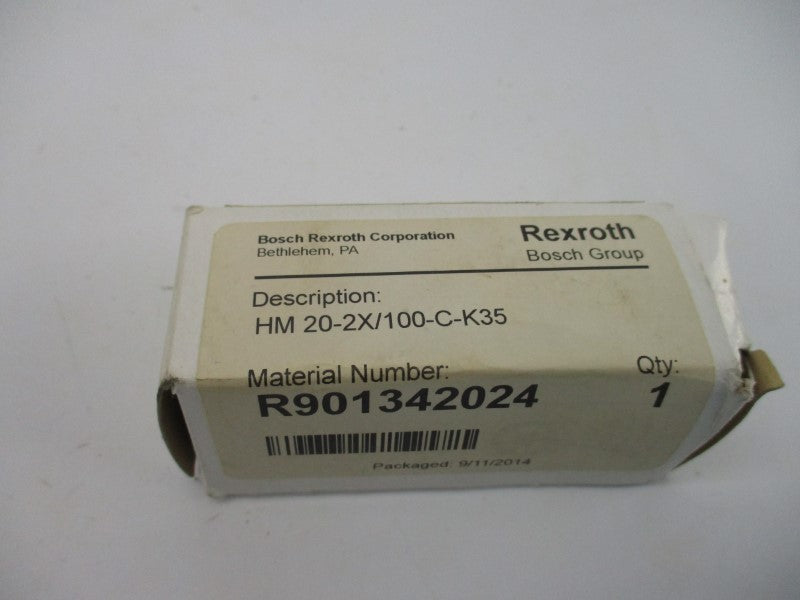 Bosch Rexroth Corporation
Bethlehem, PA
Rexroth
Bosch Group
Description:
HM 20-2X/100-C-K35
Material Number:
R901342024
Qty:
1
Packaged: 9/11/2014